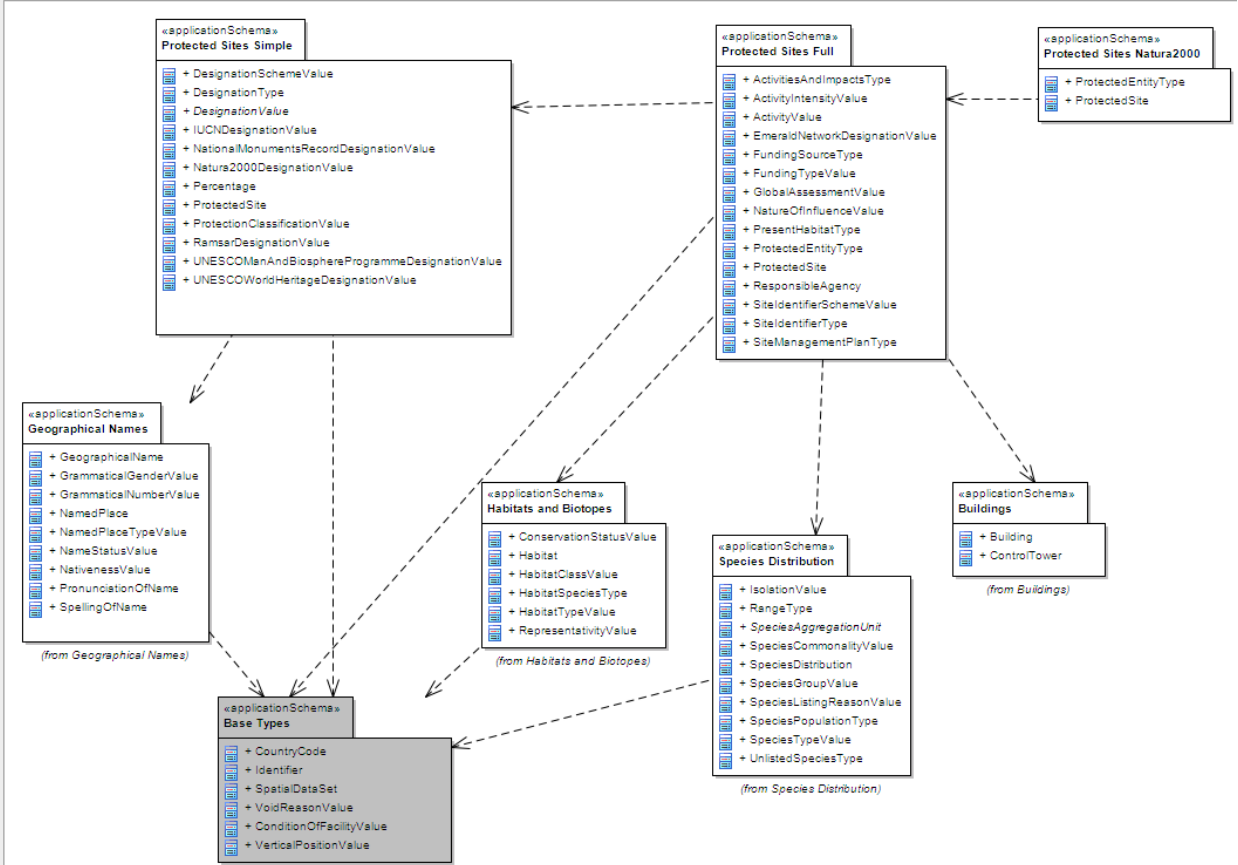 «applicationSchema»
Protected Sites Simple
+ DesignationSchemeValue
+ DesignationType
+ DesignationValue
+ IUCNDesignationValue
+ NationalMonumentsRecordDesignationValue
+ Natura2000DesignationValue
+ Percentage
+ ProtectedSite
+ ProtectionClassificationValue
+ RamsarDesignationValue
+ UNESCOManAndBiosphereProgrammeDesignationValue
+ UNESCOWorldHeritageDesignationValue
«applicationSchema»
Protected Sites Full
+ ActivitiesAndImpactsType
+ ActivityIntensityValue
+ ActivityValue
+ EmeraldNetworkDesignationValue
+ FundingSourceType
+ FundingTypeValue
+ GlobalAssessmentValue
+ NatureOfInfluenceValue
+ PresentHabitatType
+ ProtectedEntityType
+ ProtectedSite
+ ResponsibleAgency
+ SiteIdentifierSchemeValue
+ SiteIdentifierType
+ SiteManagementPlanType
«applicationSchema»
Protected Sites Natura2000
+ ProtectedEntityType
+ ProtectedSite
«applicationSchema»
Geographical Names
+ GeographicalName
+ GrammaticalGenderValue
+ GrammaticalNumberValue
+ NamedPlace
+ NamedPlaceTypeValue
+ NameStatusValue
+ NativenessValue
+ PronunciationOfName
+ SpellingOfName
(from Geographical Names)
«applicationSchema»
Habitats and Biotopes
+ ConservationStatusValue
+ Habitat
+ HabitatClassValue
+ HabitatSpeciesType
+ HabitatTypeValue
+ RepresentativityValue
(from Habitats and Biotopes)
«applicationSchema»
Species Distribution
+ IsolationValue
+ RangeType
+ SpeciesAggregationUnit
+ SpeciesCommonalityValue
+ SpeciesDistribution
+ SpeciesGroupValue
+ SpeciesListingReasonValue
+ SpeciesPopulationType
+ SpeciesTypeValue
+ UnlistedSpeciesType
(from Species Distribution)
«applicationSchema»
Buildings
+ Building
+ ControlTower
(from Buildings)
«applicationSchema»
Base Types
+ CountryCode
+ Identifier
+ SpatialDataSet
+ VoidReasonValue
+ ConditionOfFacilityValue
+ VerticalPositionValue